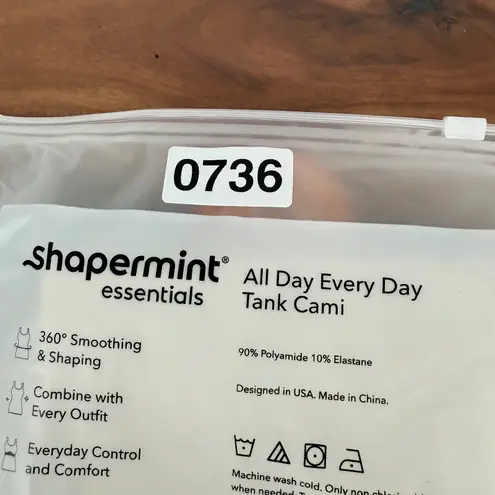 0736
shapermint®
essentials
All Day Every Day
Tank Cami
360° Smoothing
& Shaping
Combine with
Every Outfit
Everyday Control
and Comfort
90% Polyamide 10% Elastane
Designed in USA. Made in China.
Machine wash cold. Only non chlorine
when needed.